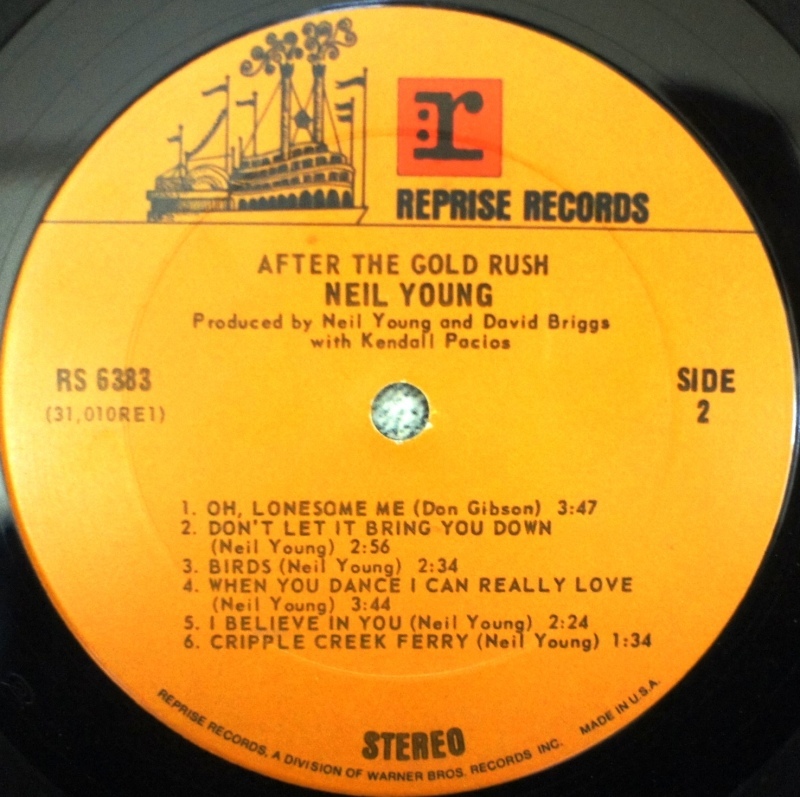 :r
REPRISE RECORDS
AFTER THE GOLD RUSH
NEIL YOUNG
Produced by Neil Young and David Briggs
with Kendall Pacios
RS 6383
(31,010RE1)
SIDE
2
1. OH, LONESOME ME (Don Gibson) 3:47
2. DON'T LET IT BRING YOU DOWN
(Neil Young) 2:56
3. BIRDS (Neil Young) 2:34
4. WHEN YOU DANCE I CAN REALLY LOVE
(Neil Young) 3:44
5. I BELIEVE IN YOU (Neil Young) 2:24
6. CRIPPLE CREEK FERRY (Neil Young) 1:34
STEREO
REPRISE RECORDS, A DIVISION OF WARNER BROS. RECORDS INC. MADE IN U.S.A.